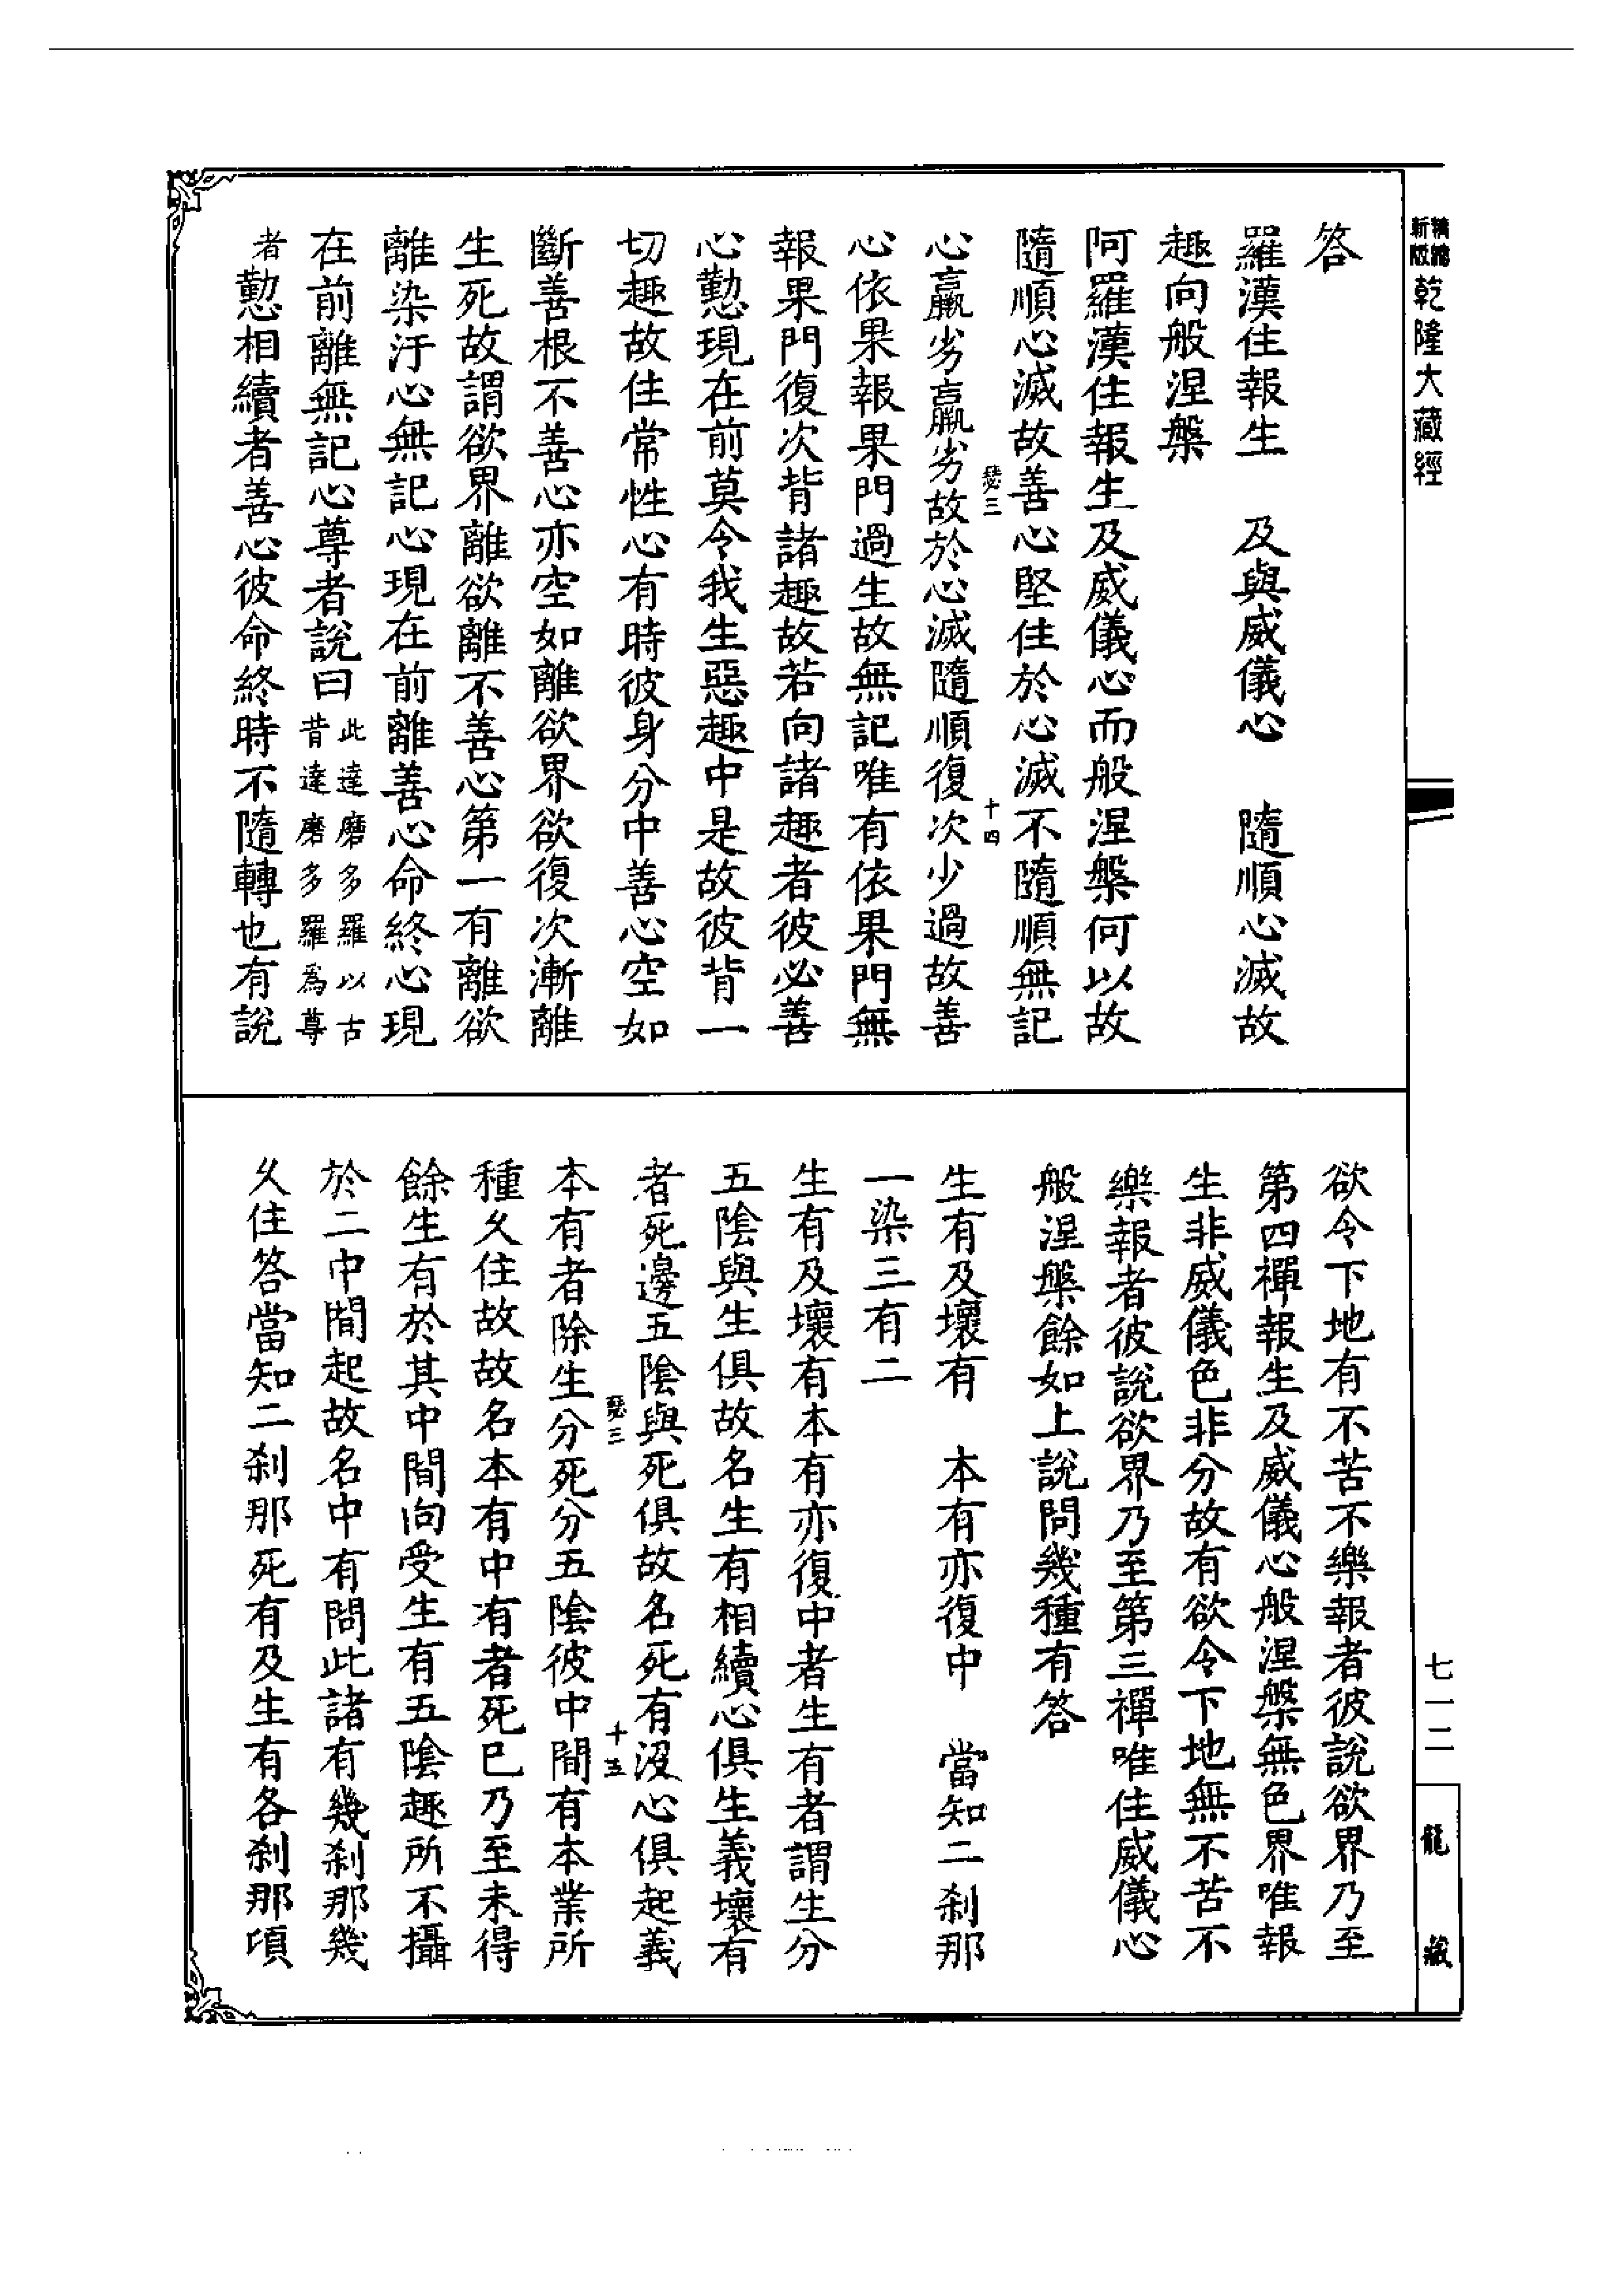 新版
精縮
乾隆大藏經
答
羅漢住報生　及與威儀心　隨順心滅故
趣向般涅槃
阿羅漢住報生及威儀心而般涅槃何以故
隨順心滅故善心堅住於心滅不隨順無記
瑟三　十四
心羸劣羸劣故於心滅隨順復次少過故善
心依果報果門過生故無記唯有依果門無
報果門復次背諸趣故若向諸趣者彼必善
心懃現在前莫令我生惡趣中是故彼背一
切趣故住常性心有時彼身分中善心空如
斷善根不善心亦空如離欲界欲復次漸離
生死故謂欲界離欲離不善心第一有離欲
離染汙心無記心現在前離善心命終心現
在前離無記心尊者說曰此達磨多羅以古
昔達磨多羅為尊
者懃相續者善心彼命終時不隨轉也有說
欲令下地有不苦不樂報者彼說欲界乃至
第四禪報生及威儀心般涅槃無色界唯報
生非威儀色非分故有欲令下地無不苦不
樂報者彼說欲界乃至第三禪唯住威儀心
般涅槃餘如上說問幾種有答
生有及壞有　本有亦復中　當知二剎那
一染三有二
生有及壞有本有亦復中者生有者謂生分
五陰與生俱故名生有相續心俱生義壞有
者死邊五陰與死俱故名死有沒心俱起義
瑟三　十五
本有者除生分死分五陰彼中間有本業所
種久住故故名本有中有者死已乃至未得
餘生有於其中間向受生有五陰趣所不攝
於二中間起故名中有問此諸有幾剎那幾
久住答當知二剎那死有及生有各剎那頃
七一二
龍藏